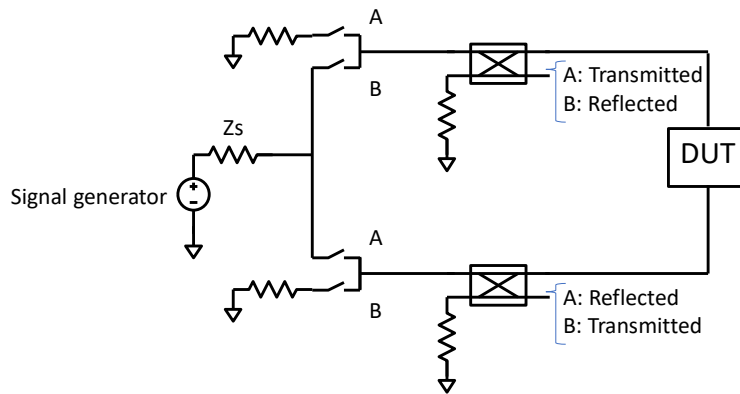 A
B
A: Transmitted
B: Reflected
Zs
DUT
+
-
Signal generator
A
B
A: Reflected
B: Transmitted